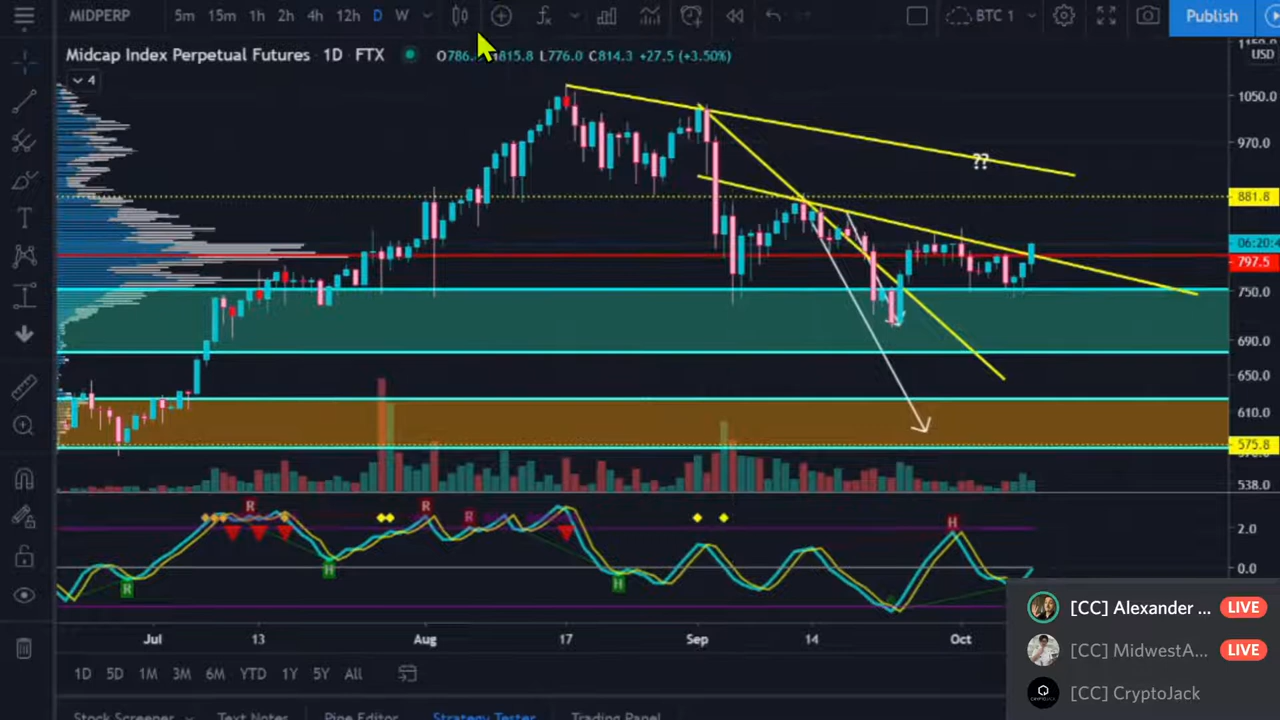 MIDPERP 5m 15m 1h 2h 4h 12h D W BTC 1 Publish
Midcap Index Perpetual Futures · 1D · FTX O786. 815.8 L776.0 C814.3 +27.5 (+3.50%)
USD
4
1050.0
970.0
??
881.8
06:20:4
797.5
750.0
690.0
650.0
610.0
575.8
538.0
R R R H
2.0
R H H
0.0
[CC] Alexander ... LIVE
Jul 13 Aug 17 Sep 14 Oct
[CC] MidwestA... LIVE
1D 5D 1M 3M 6M YTD 1Y 5Y All
[CC] CryptoJack
Stock Screener Text Notes Pine Editor Strategy Tester Trading Panel